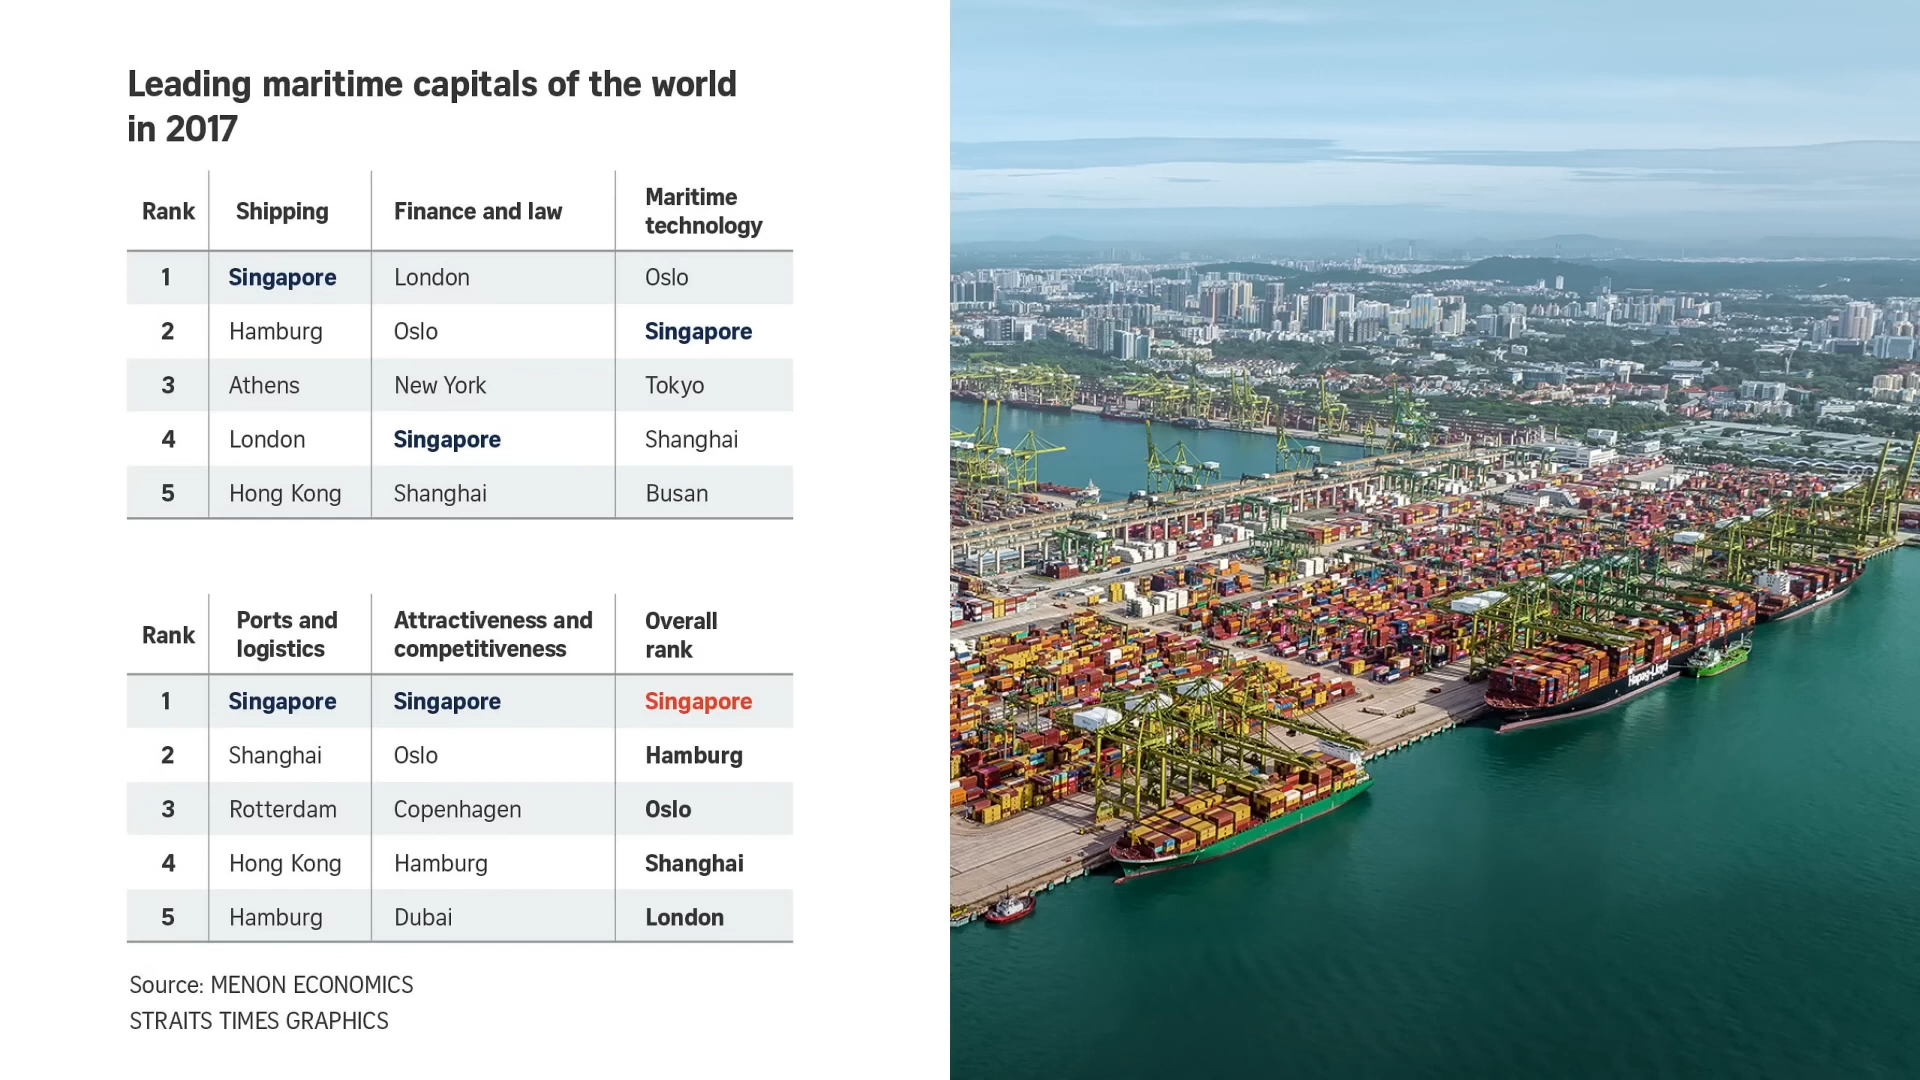 Leading maritime capitals of the world
in 2017
Rank Shipping Finance and law Maritime technology
1 Singapore London Oslo
2 Hamburg Oslo Singapore
3 Athens New York Tokyo
4 London Singapore Shanghai
5 Hong Kong Shanghai Busan
Rank Ports and logistics Attractiveness and competitiveness Overall rank
1 Singapore Singapore Singapore
2 Shanghai Oslo Hamburg
3 Rotterdam Copenhagen Oslo
4 Hong Kong Hamburg Shanghai
5 Hamburg Dubai London
Source: MENON ECONOMICS
STRAITS TIMES GRAPHICS
Hapag-Lloyd